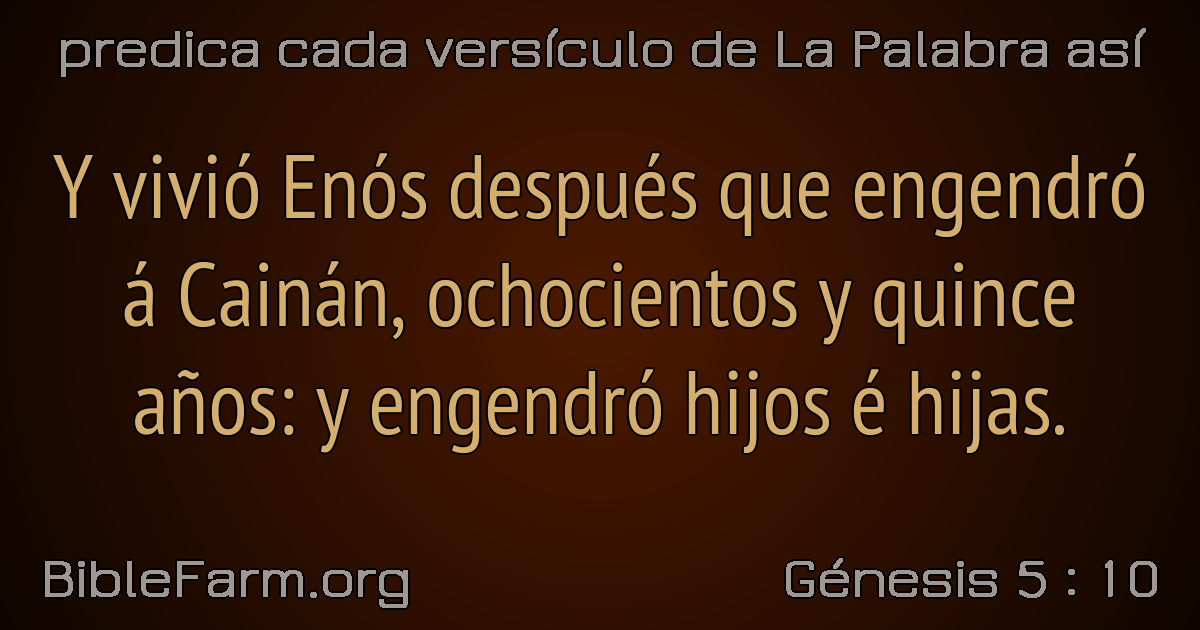 predica cada versículo de La Palabra así
Y vivió Enós después que engendró
á Cainán, ochocientos y quince
años: y engendró hijos é hijas.
BibleFarm.org
Génesis 5 : 10